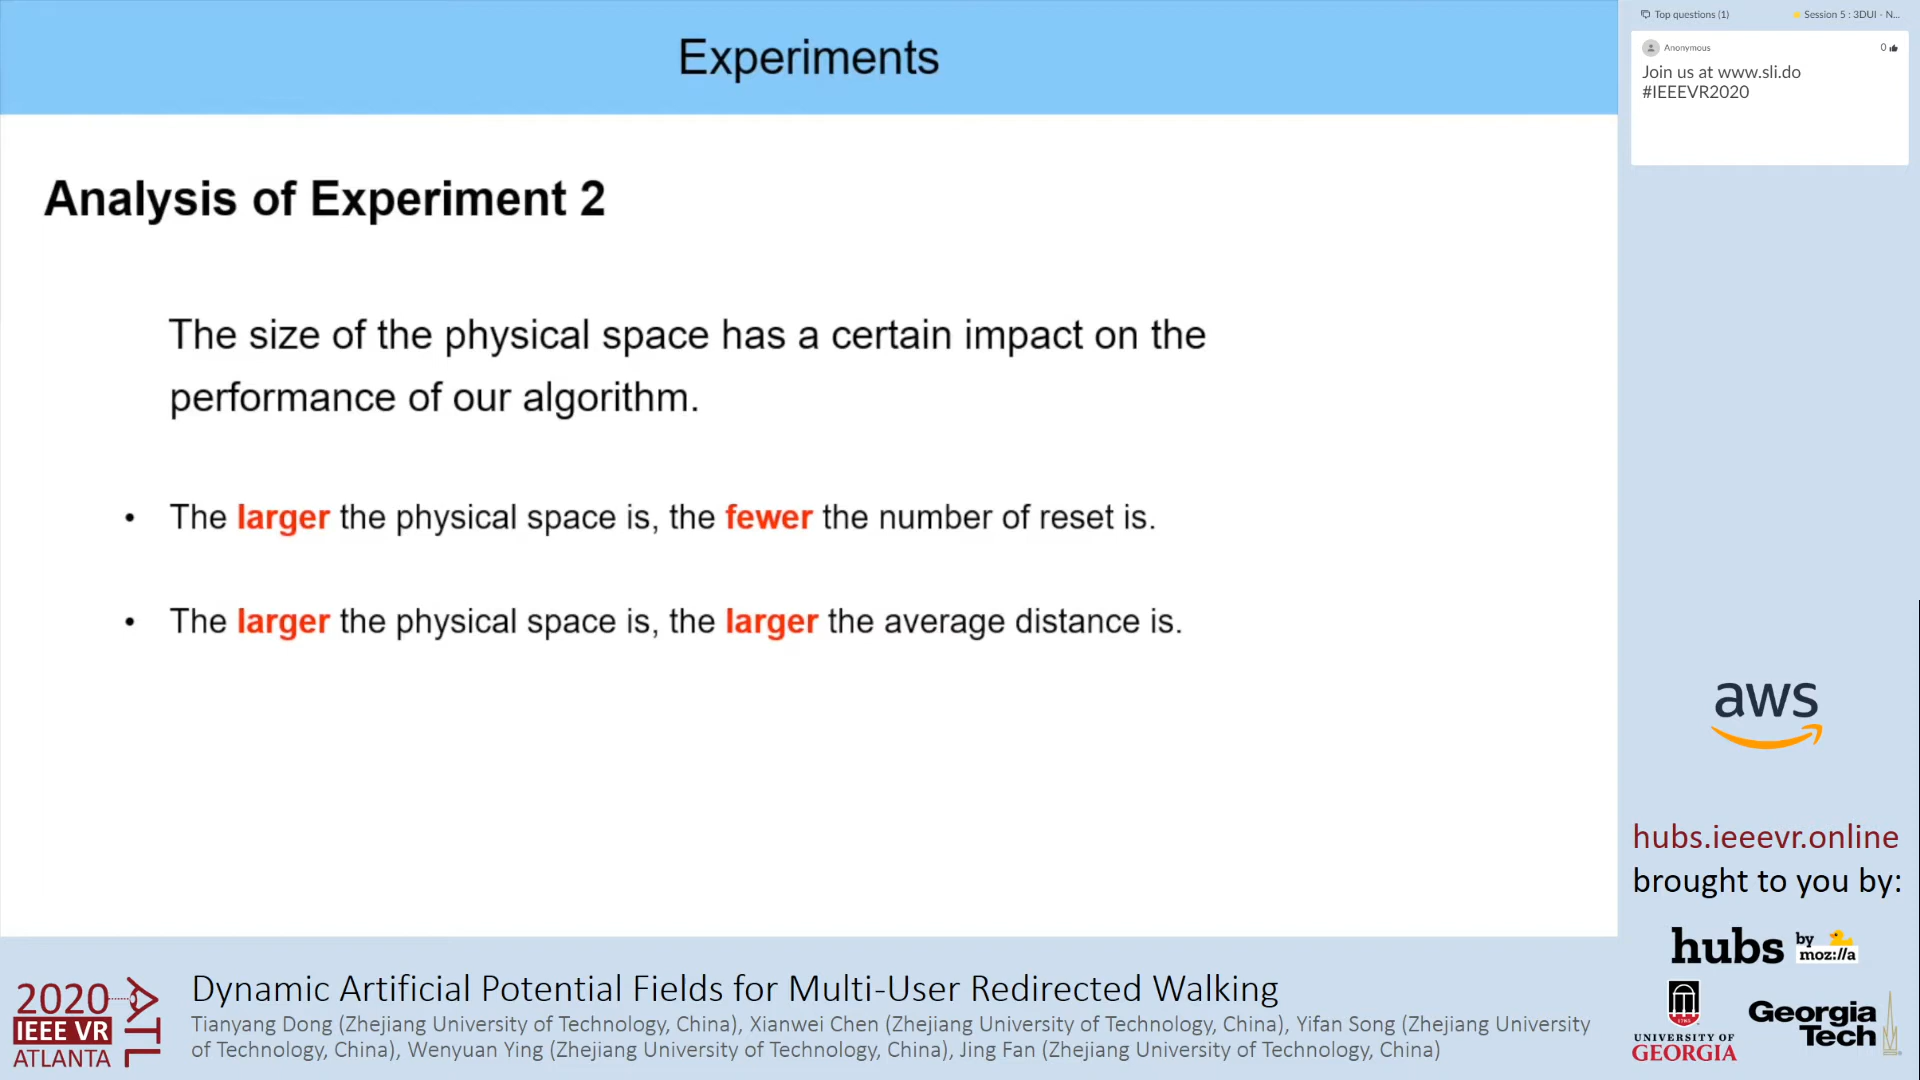 Experiments
Analysis of Experiment 2
The size of the physical space has a certain impact on the
performance of our algorithm.
• The larger the physical space is, the fewer the number of reset is.
• The larger the physical space is, the larger the average distance is.
Top questions (1)
Session 5 : 3DUI - N...
Anonymous
0
Join us at www.sli.do
#IEEEVR2020
aws
hubs.ieeevr.online
brought to you by:
hubs by
moz://a
UNIVERSITY OF
GEORGIA
Georgia
Tech
2020
IEEE VR
ATLANTA
ATL
Dynamic Artificial Potential Fields for Multi-User Redirected Walking
Tianyang Dong (Zhejiang University of Technology, China), Xianwei Chen (Zhejiang University of Technology, China), Yifan Song (Zhejiang University
of Technology, China), Wenyuan Ying (Zhejiang University of Technology, China), Jing Fan (Zhejiang University of Technology, China)